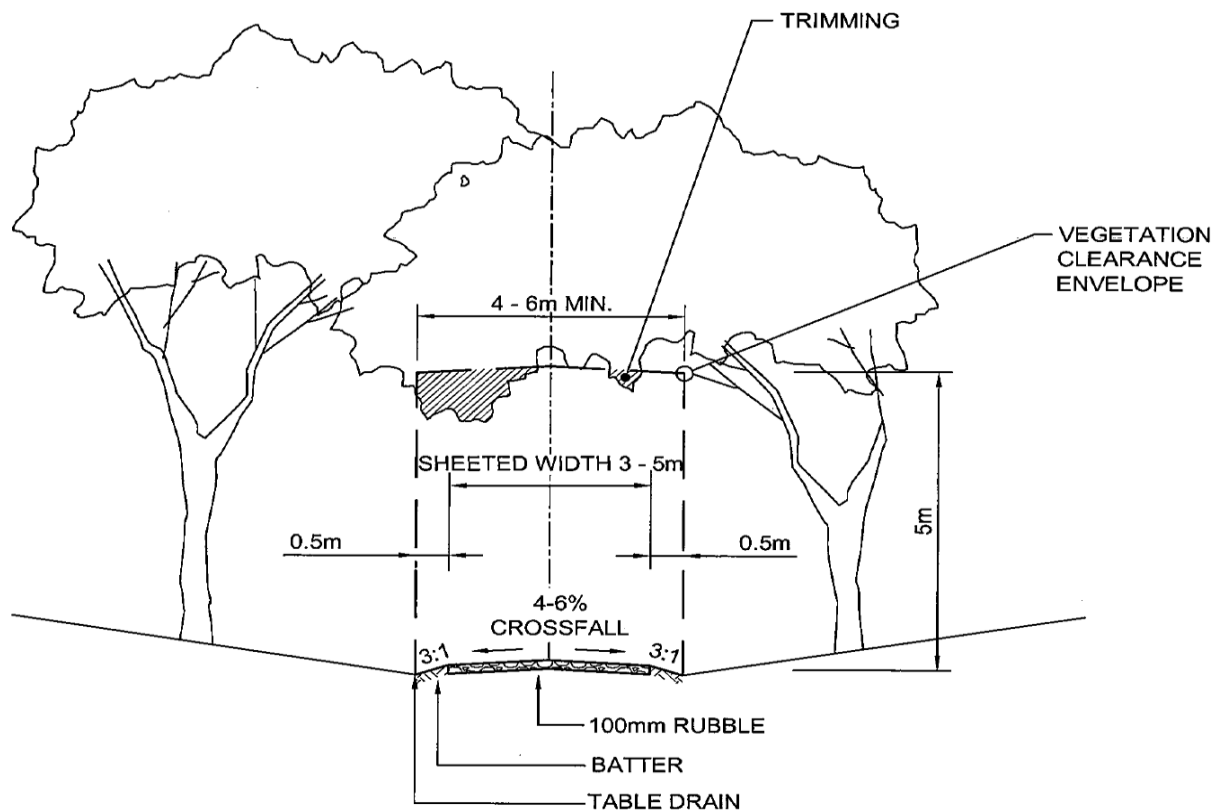 TRIMMING
VEGETATION
CLEARANCE
ENVELOPE
4 - 6m MIN.
SHEETED WIDTH 3 - 5m
0.5m
0.5m
5m
4-6%
CROSSFALL
3:1
3:1
100mm RUBBLE
BATTER
TABLE DRAIN